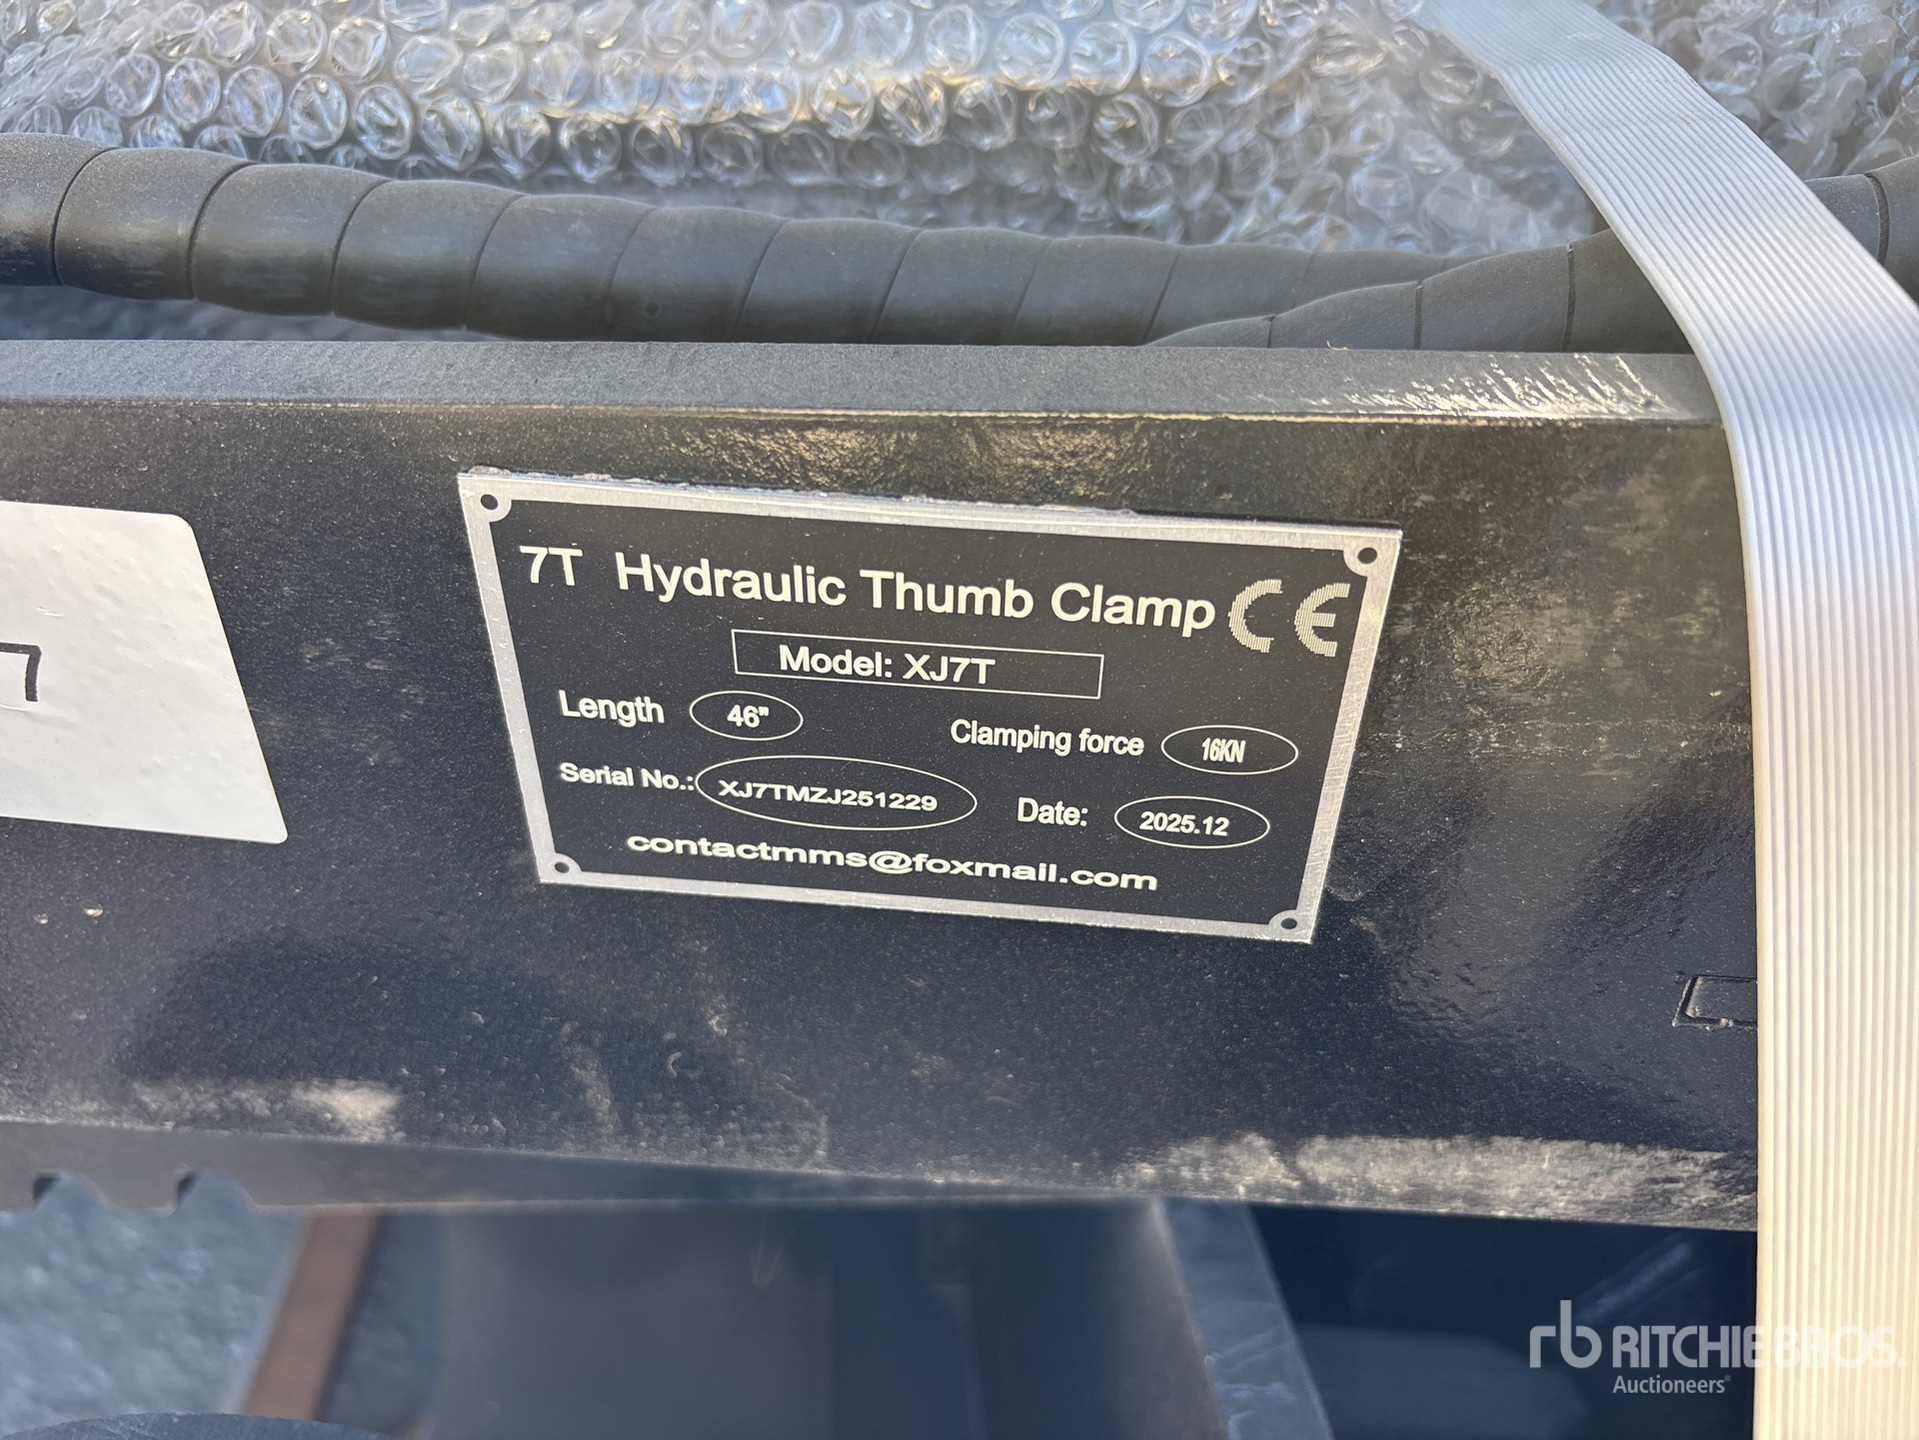 7T Hydraulic Thumb Clamp CE
Model: XJ7T
Length 46" Clamping force 16KN
Serial No.: XJ7TMZJ251229 Date: 2025.12
contactmms@foxmail.com
rb RITCHIE BROS.
Auctioneers®